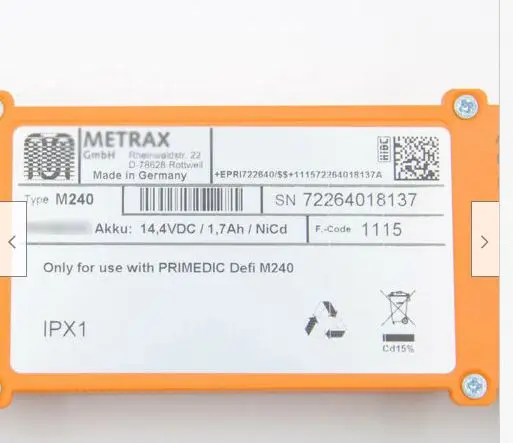 METRAX
GmbH Rheinwaldstr. 22
D-78628 Rottweil
Made in Germany
HIBC
+EPRI722640/$$+111572264018137A
Type M240
SN 72264018137
Akku: 14,4VDC / 1,7Ah / NiCd
F.-Code 1115
Only for use with PRIMEDIC Defi M240
IPX1
Cd15%